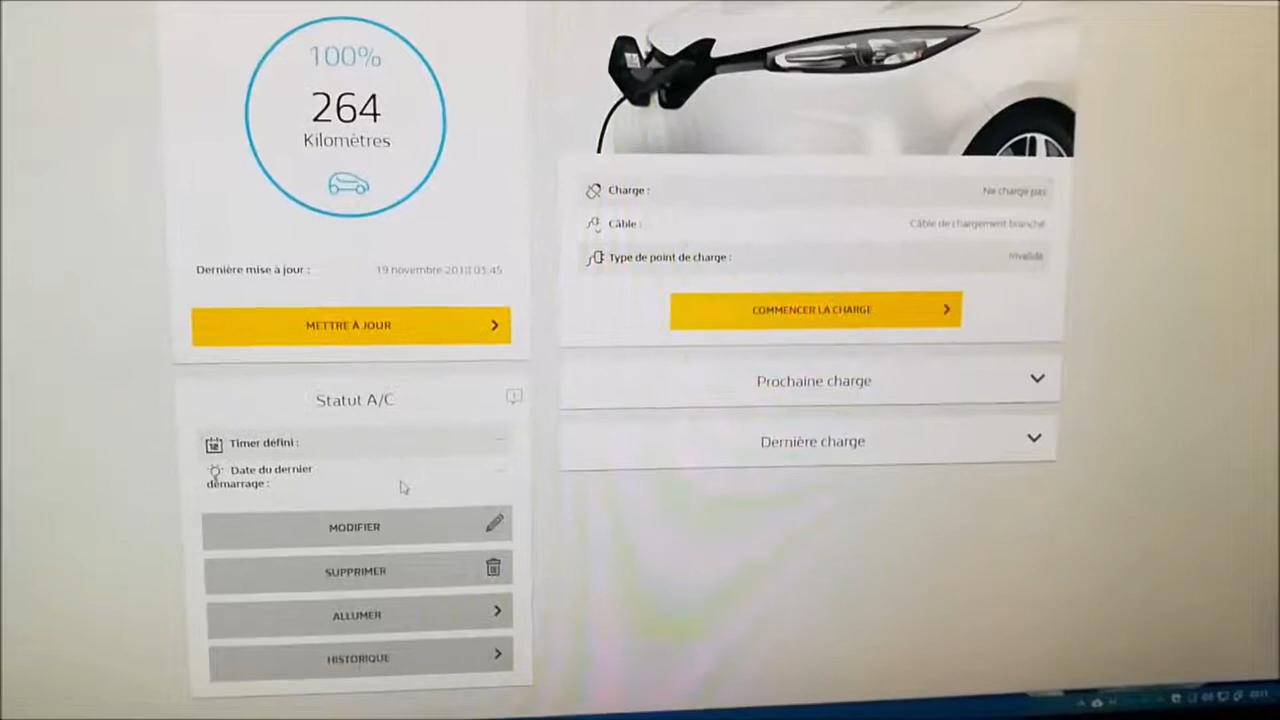 100%
264
Kilomètres
Dernière mise à jour :
19 novembre 2018 05:45
METTRE À JOUR
Statut A/C
Timer défini :
Date du dernier
démarrage :
MODIFIER
SUPPRIMER
ALLUMER
HISTORIQUE
Charge :
Ne charge pas
Câble :
Câble de chargement branché
Type de point de charge :
Invalide
COMMENCER LA CHARGE
Prochaine charge
Dernière charge